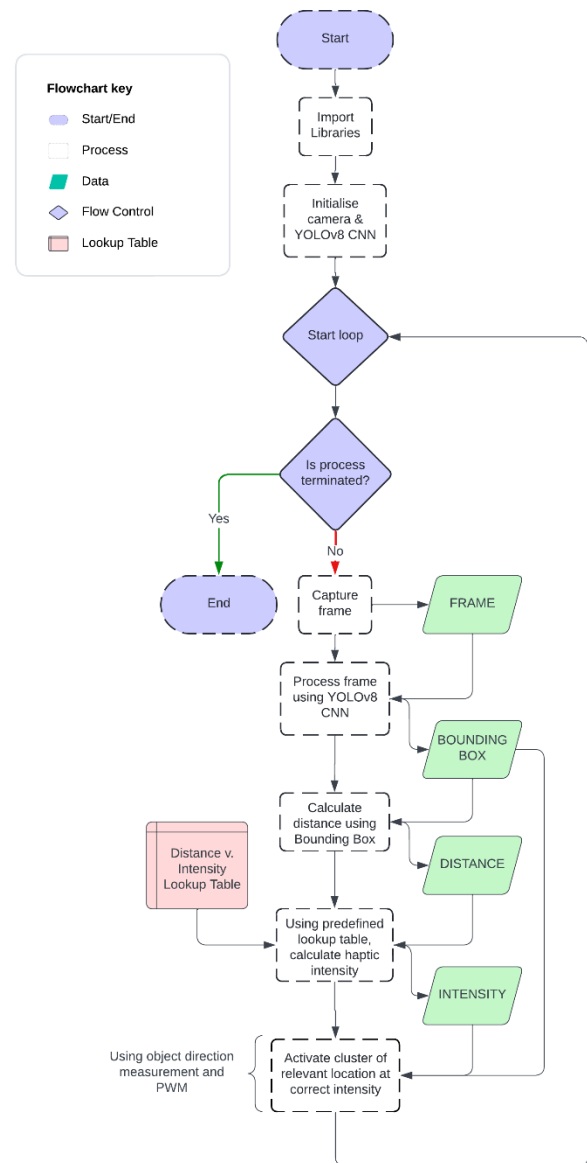 Start
Flowchart key
Start/End
Process
Data
Flow Control
Lookup Table
Import
Libraries
Initialise
camera &
YOLOv8 CNN
Start loop
Is process
terminated?
Yes
No
End
Capture
frame
FRAME
Process frame
using YOLOv8
CNN
BOUNDING
BOX
Calculate
distance using
Bounding Box
Distance v.
Intensity
Lookup Table
DISTANCE
Using predefined
lookup table,
calculate haptic
intensity
INTENSITY
Using object direction
measurement and
PWM
Activate cluster of
relevant location at
correct intensity